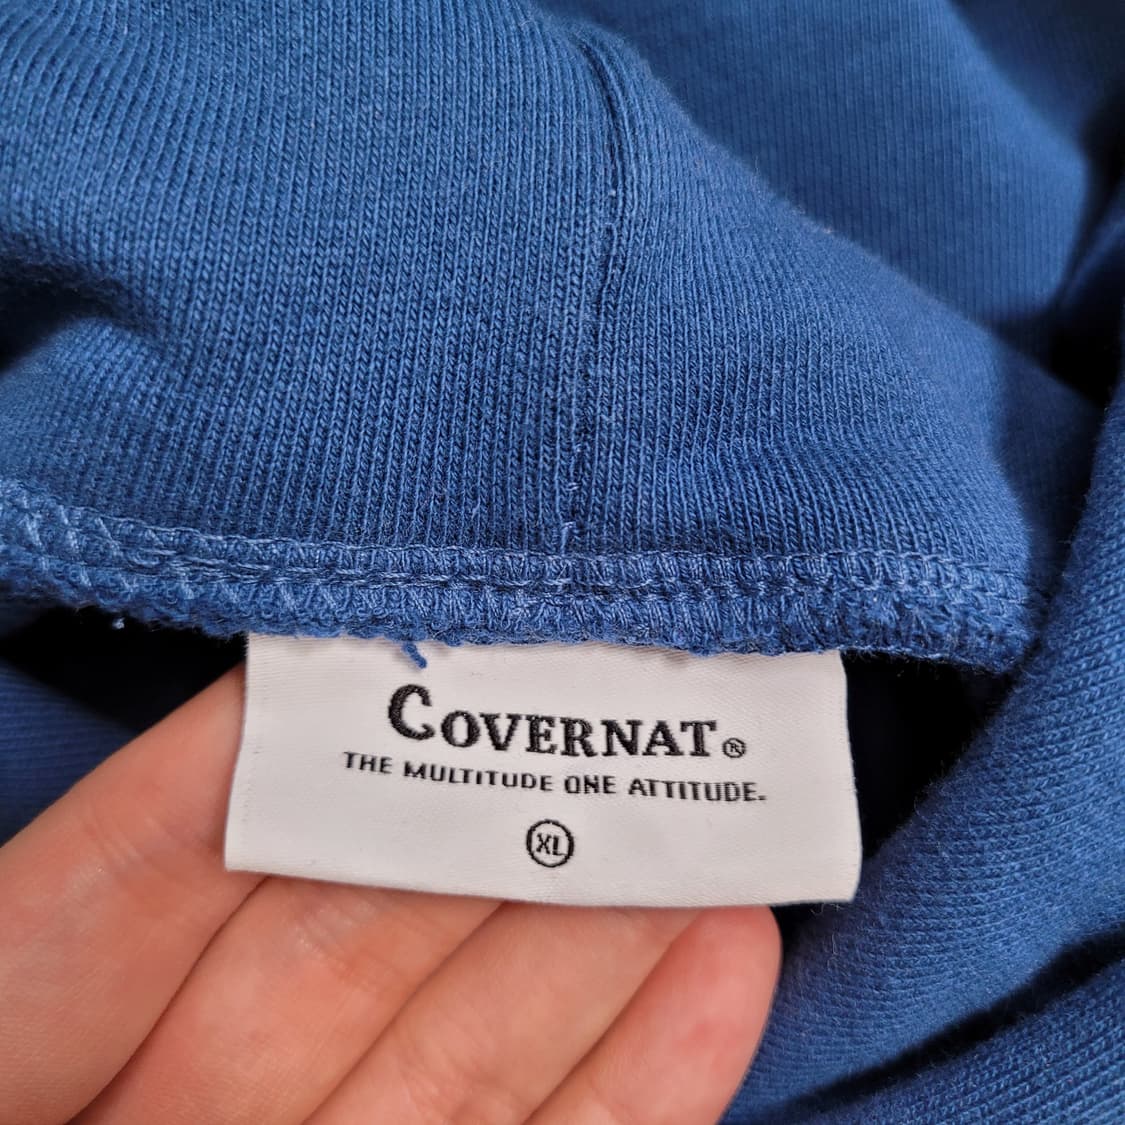 COVERNAT®
THE MULTITUDE ONE ATTITUDE.
XL